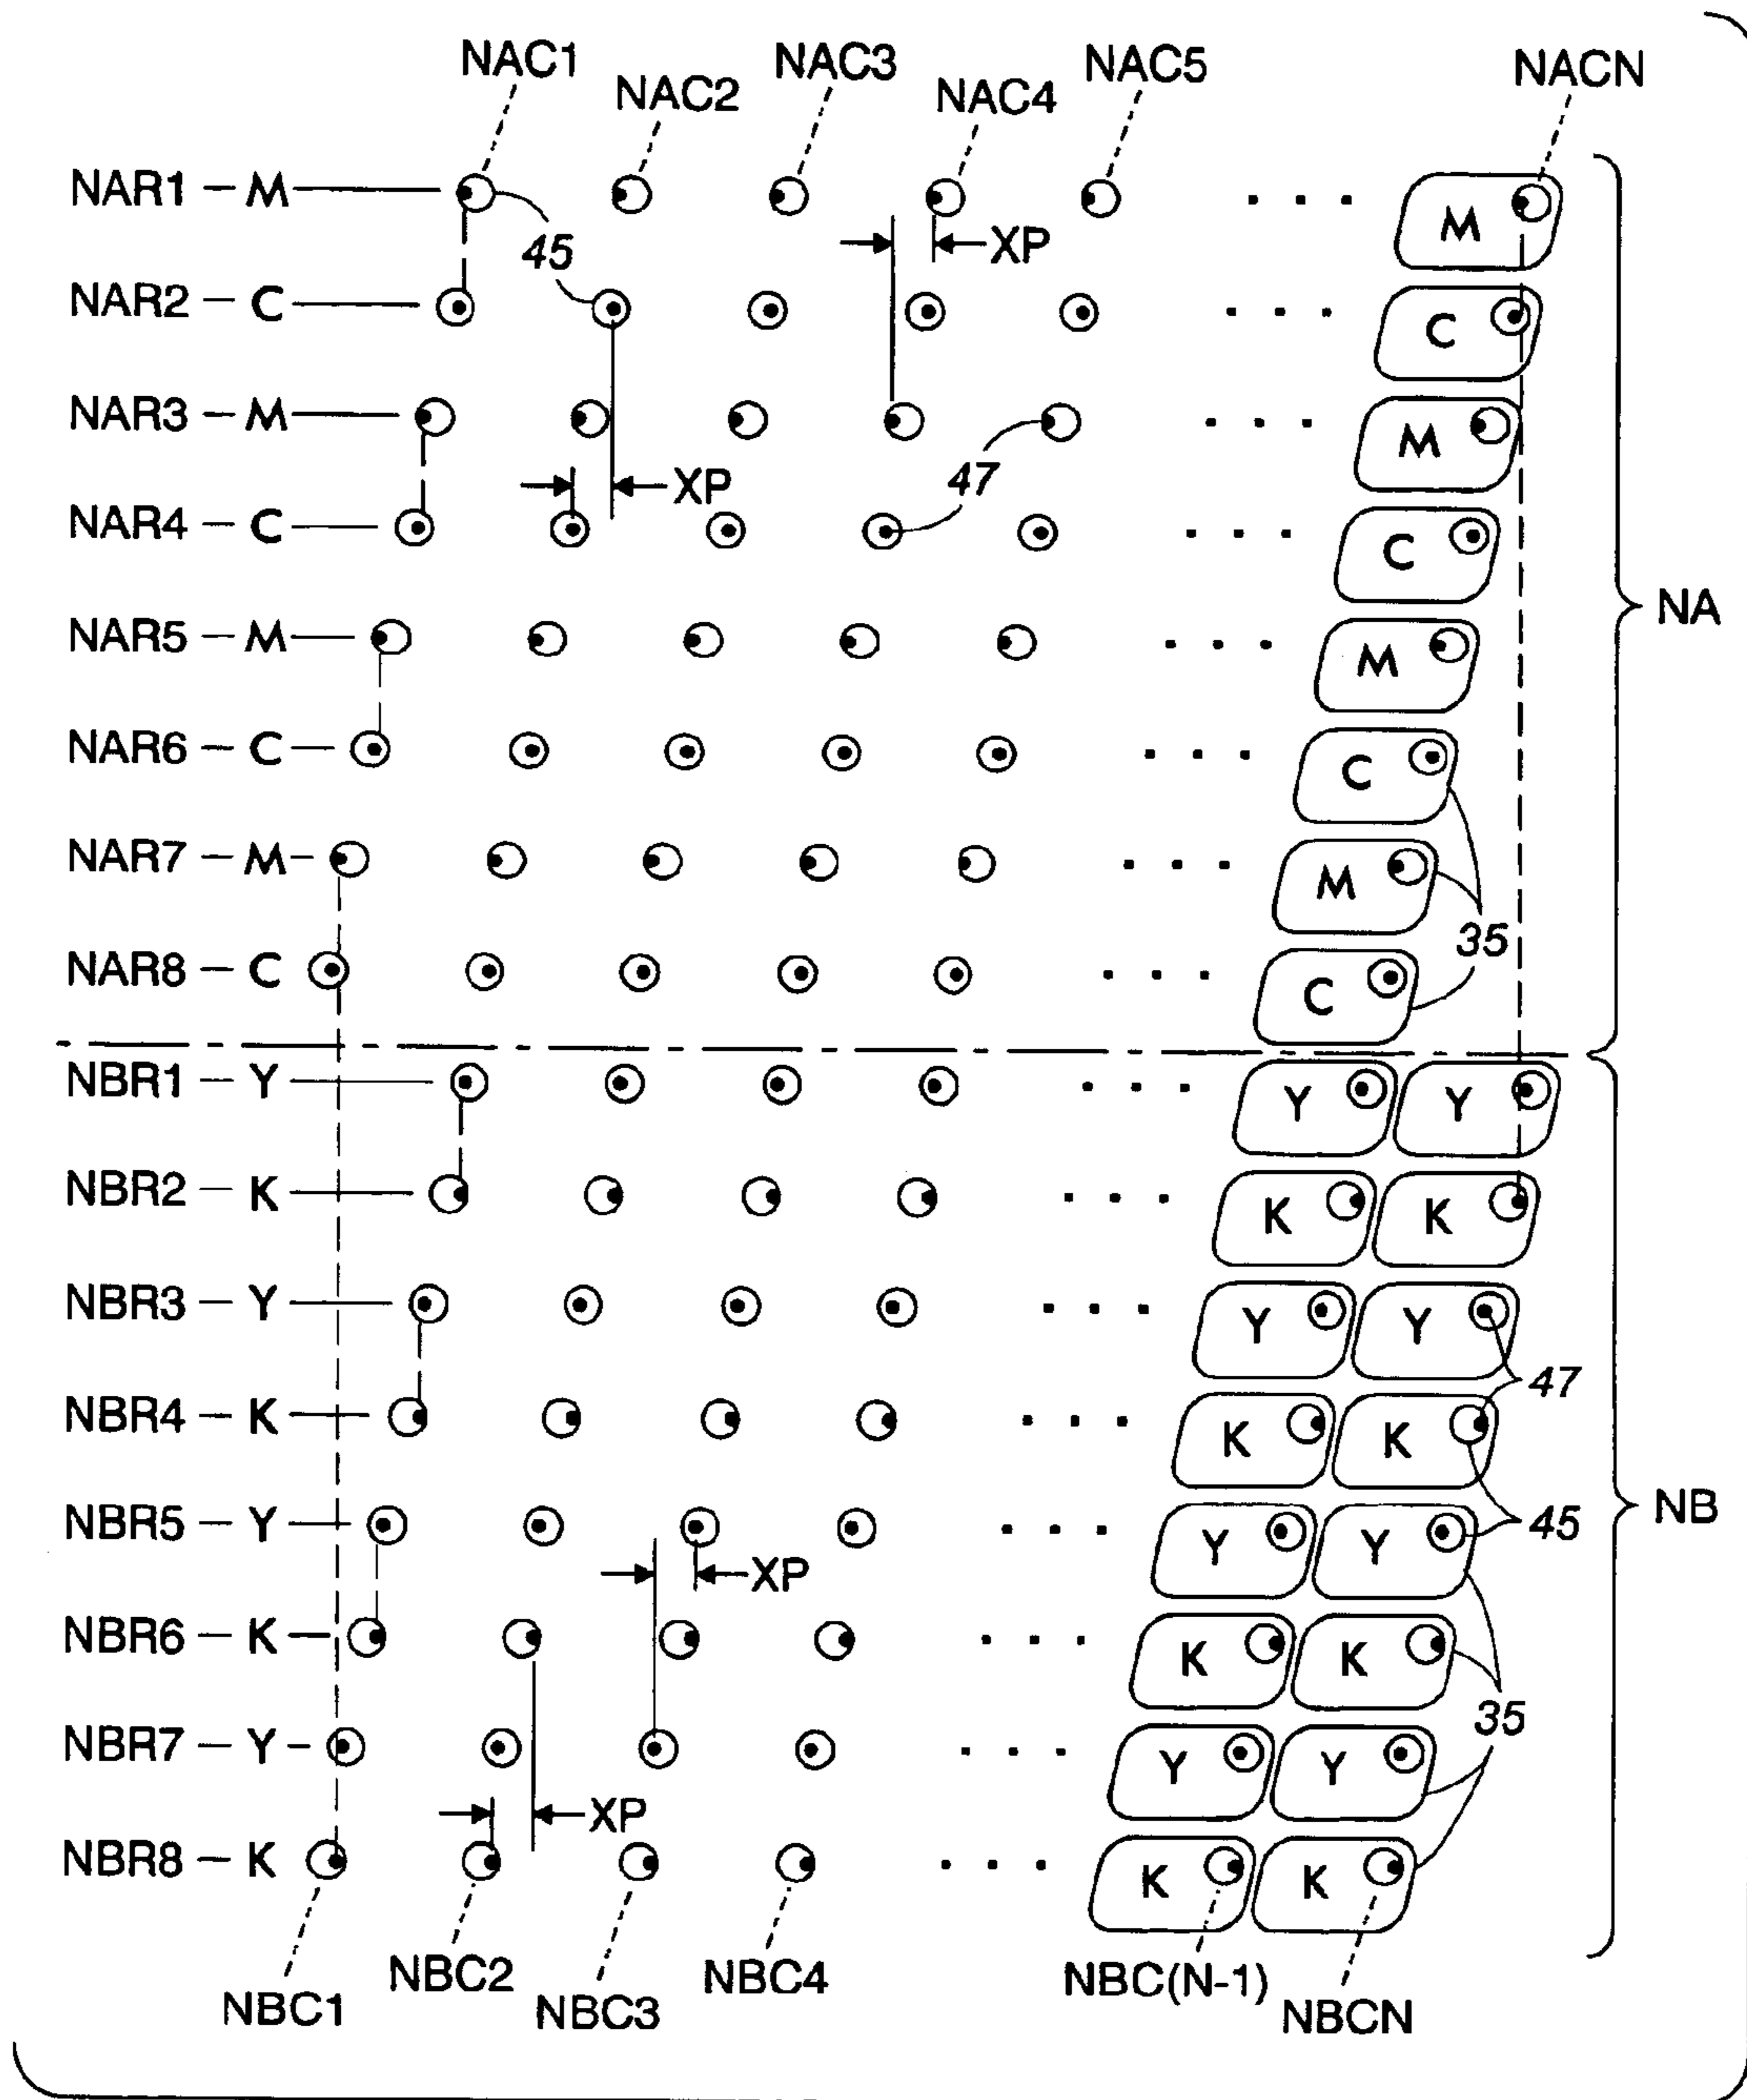 NAC1 NAC2 NAC3 NAC4 NAC5 NACN
NAR1 – M M
XP
45
NAR2 – C C
NAR3 – M M
XP 47
NAR4 – C C
NA
NAR5 – M M
NAR6 – C C
NAR7 – M M
35
NAR8 – C C
NBR1 – Y Y Y
NBR2 – K K K
NBR3 – Y Y Y
47
NBR4 – K K K
NB
NBR5 – Y Y Y 45
XP
NBR6 – K K K
35
NBR7 – Y Y Y
XP
NBR8 – K K K
NBC1 NBC2 NBC3 NBC4 NBC(N-1) NBCN